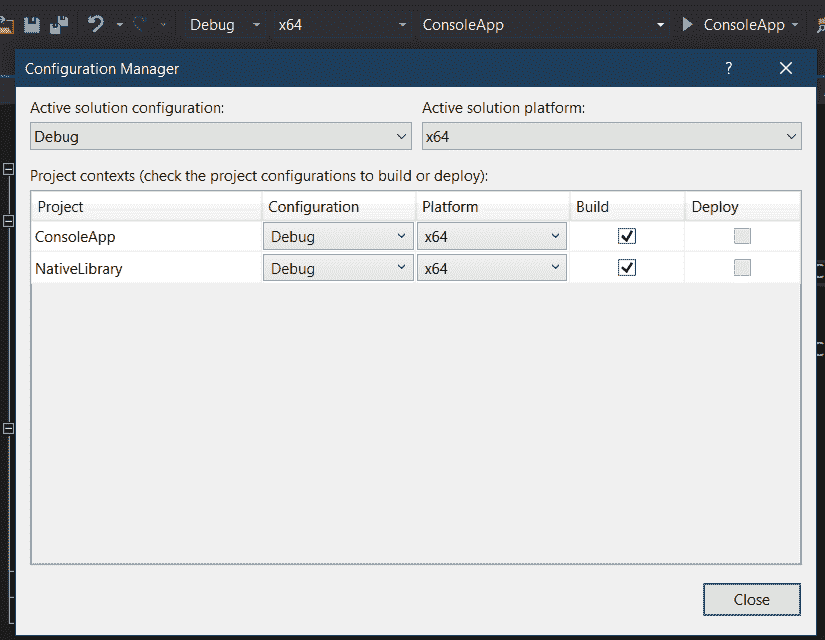 Debug x64 ConsoleApp ConsoleApp
Configuration Manager ?
Active solution configuration: Active solution platform:
Debug x64
Project contexts (check the project configurations to build or deploy):
Project Configuration Platform Build Deploy
ConsoleApp Debug x64
NativeLibrary Debug x64
Close